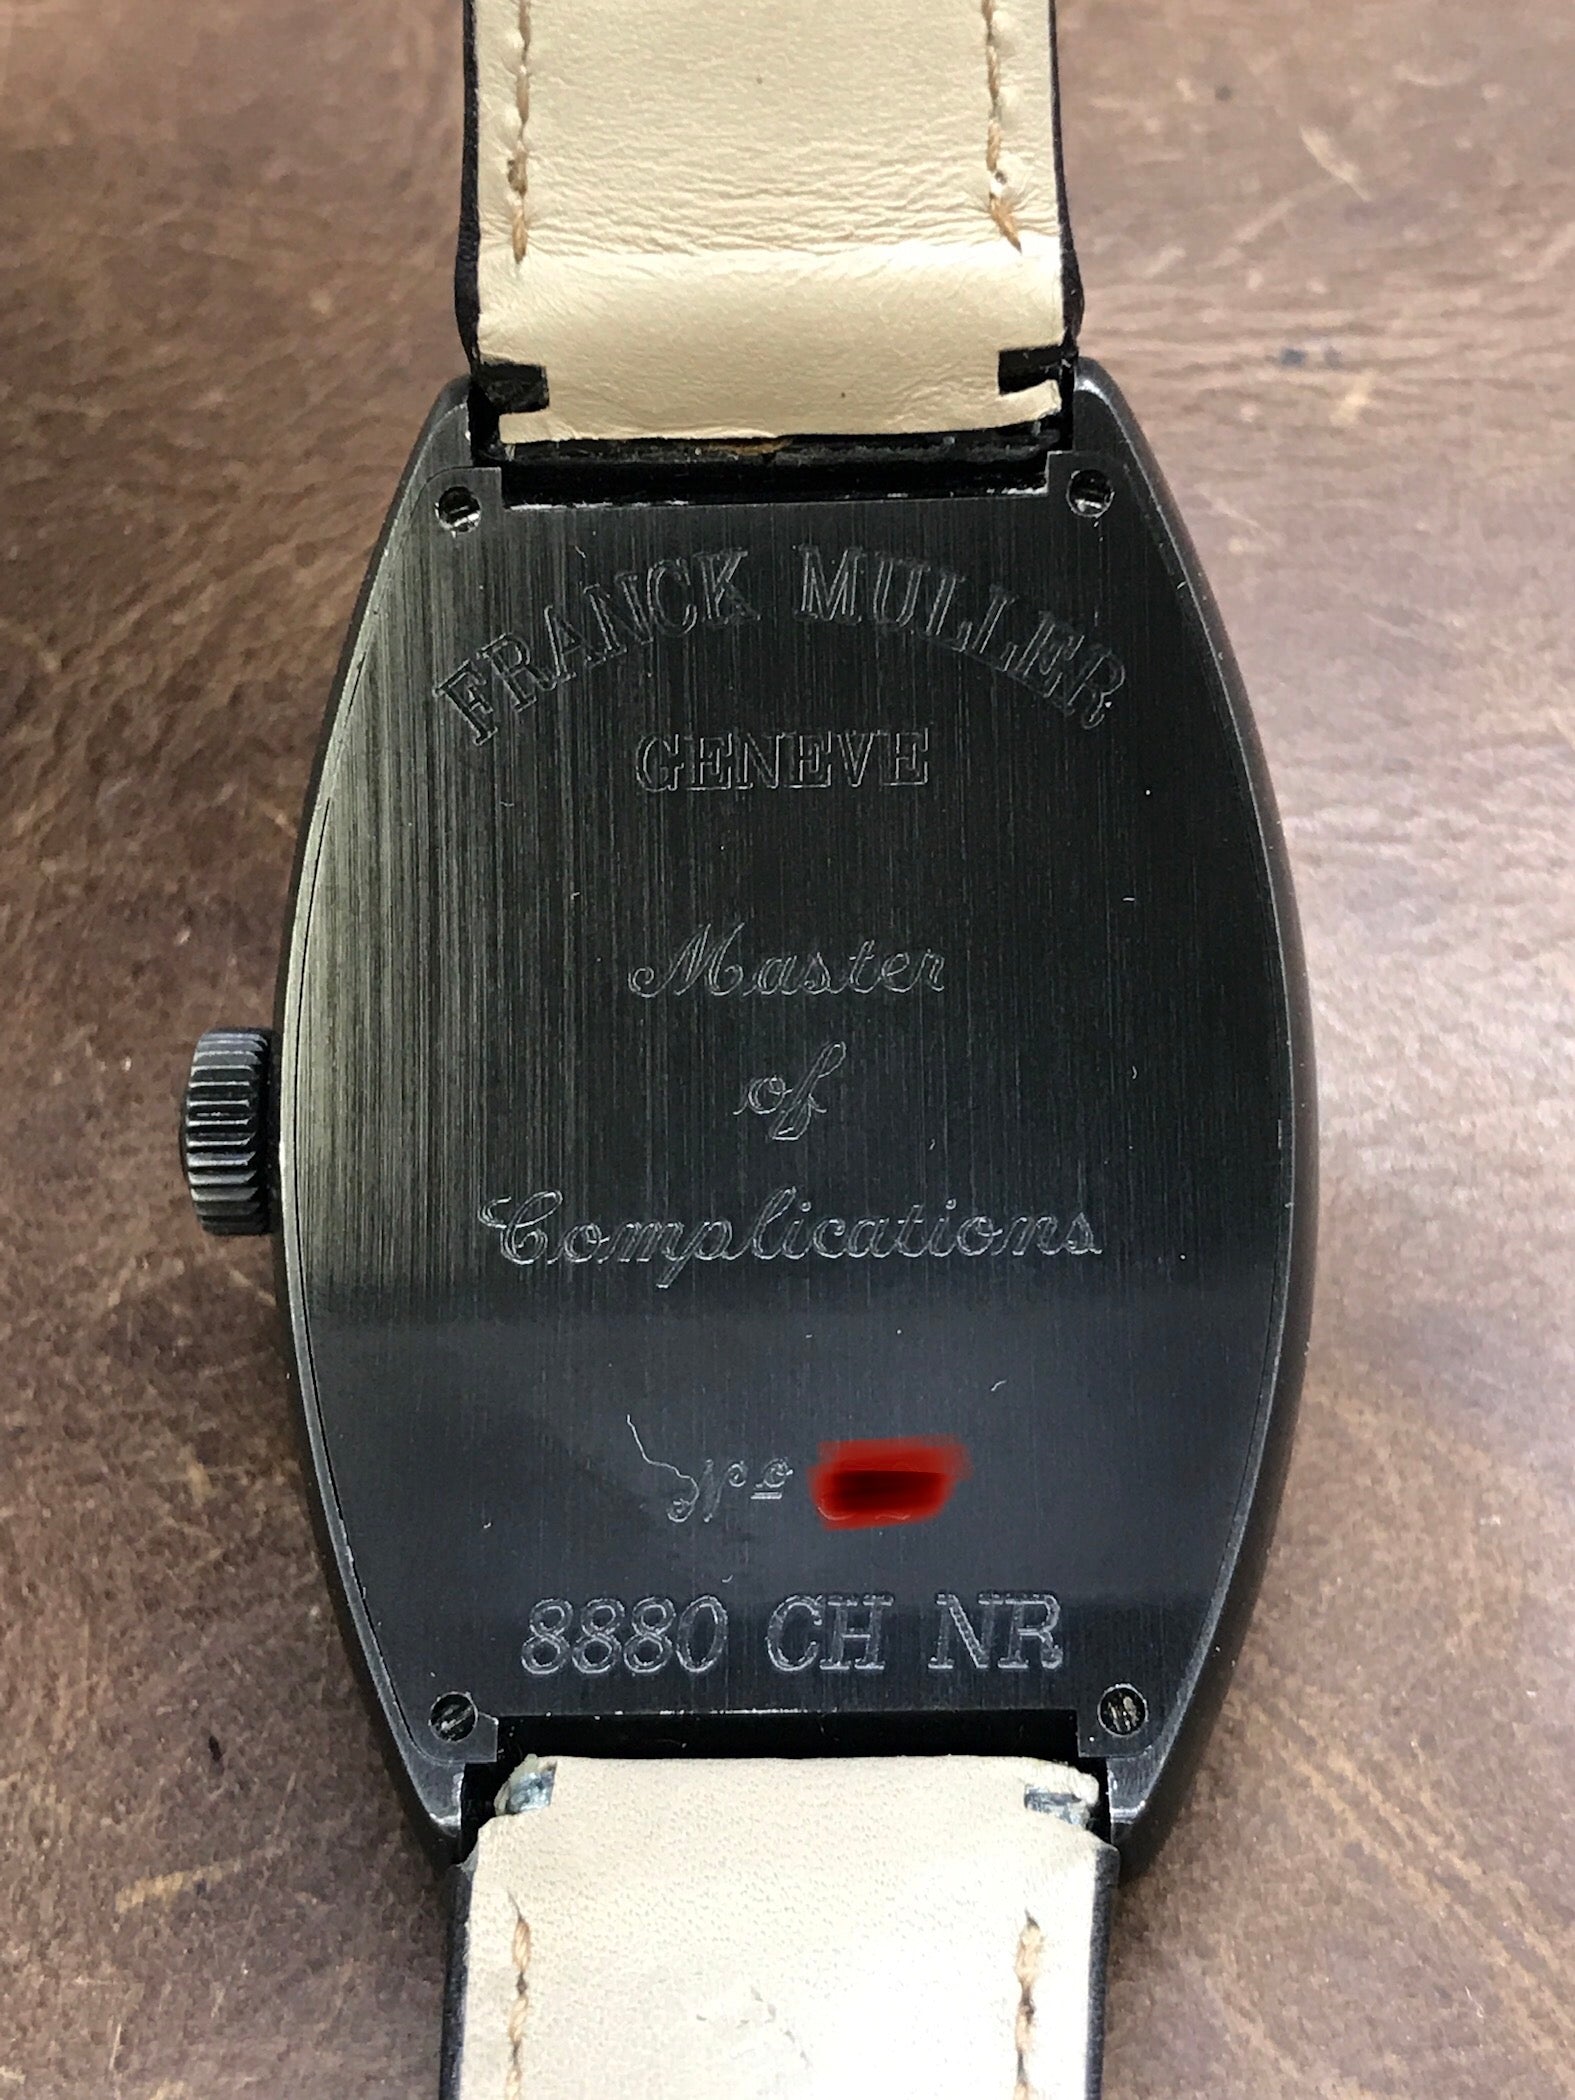 FRANCK MULLER
GENEVE
Master
of
Complications
No
8880 CH NR